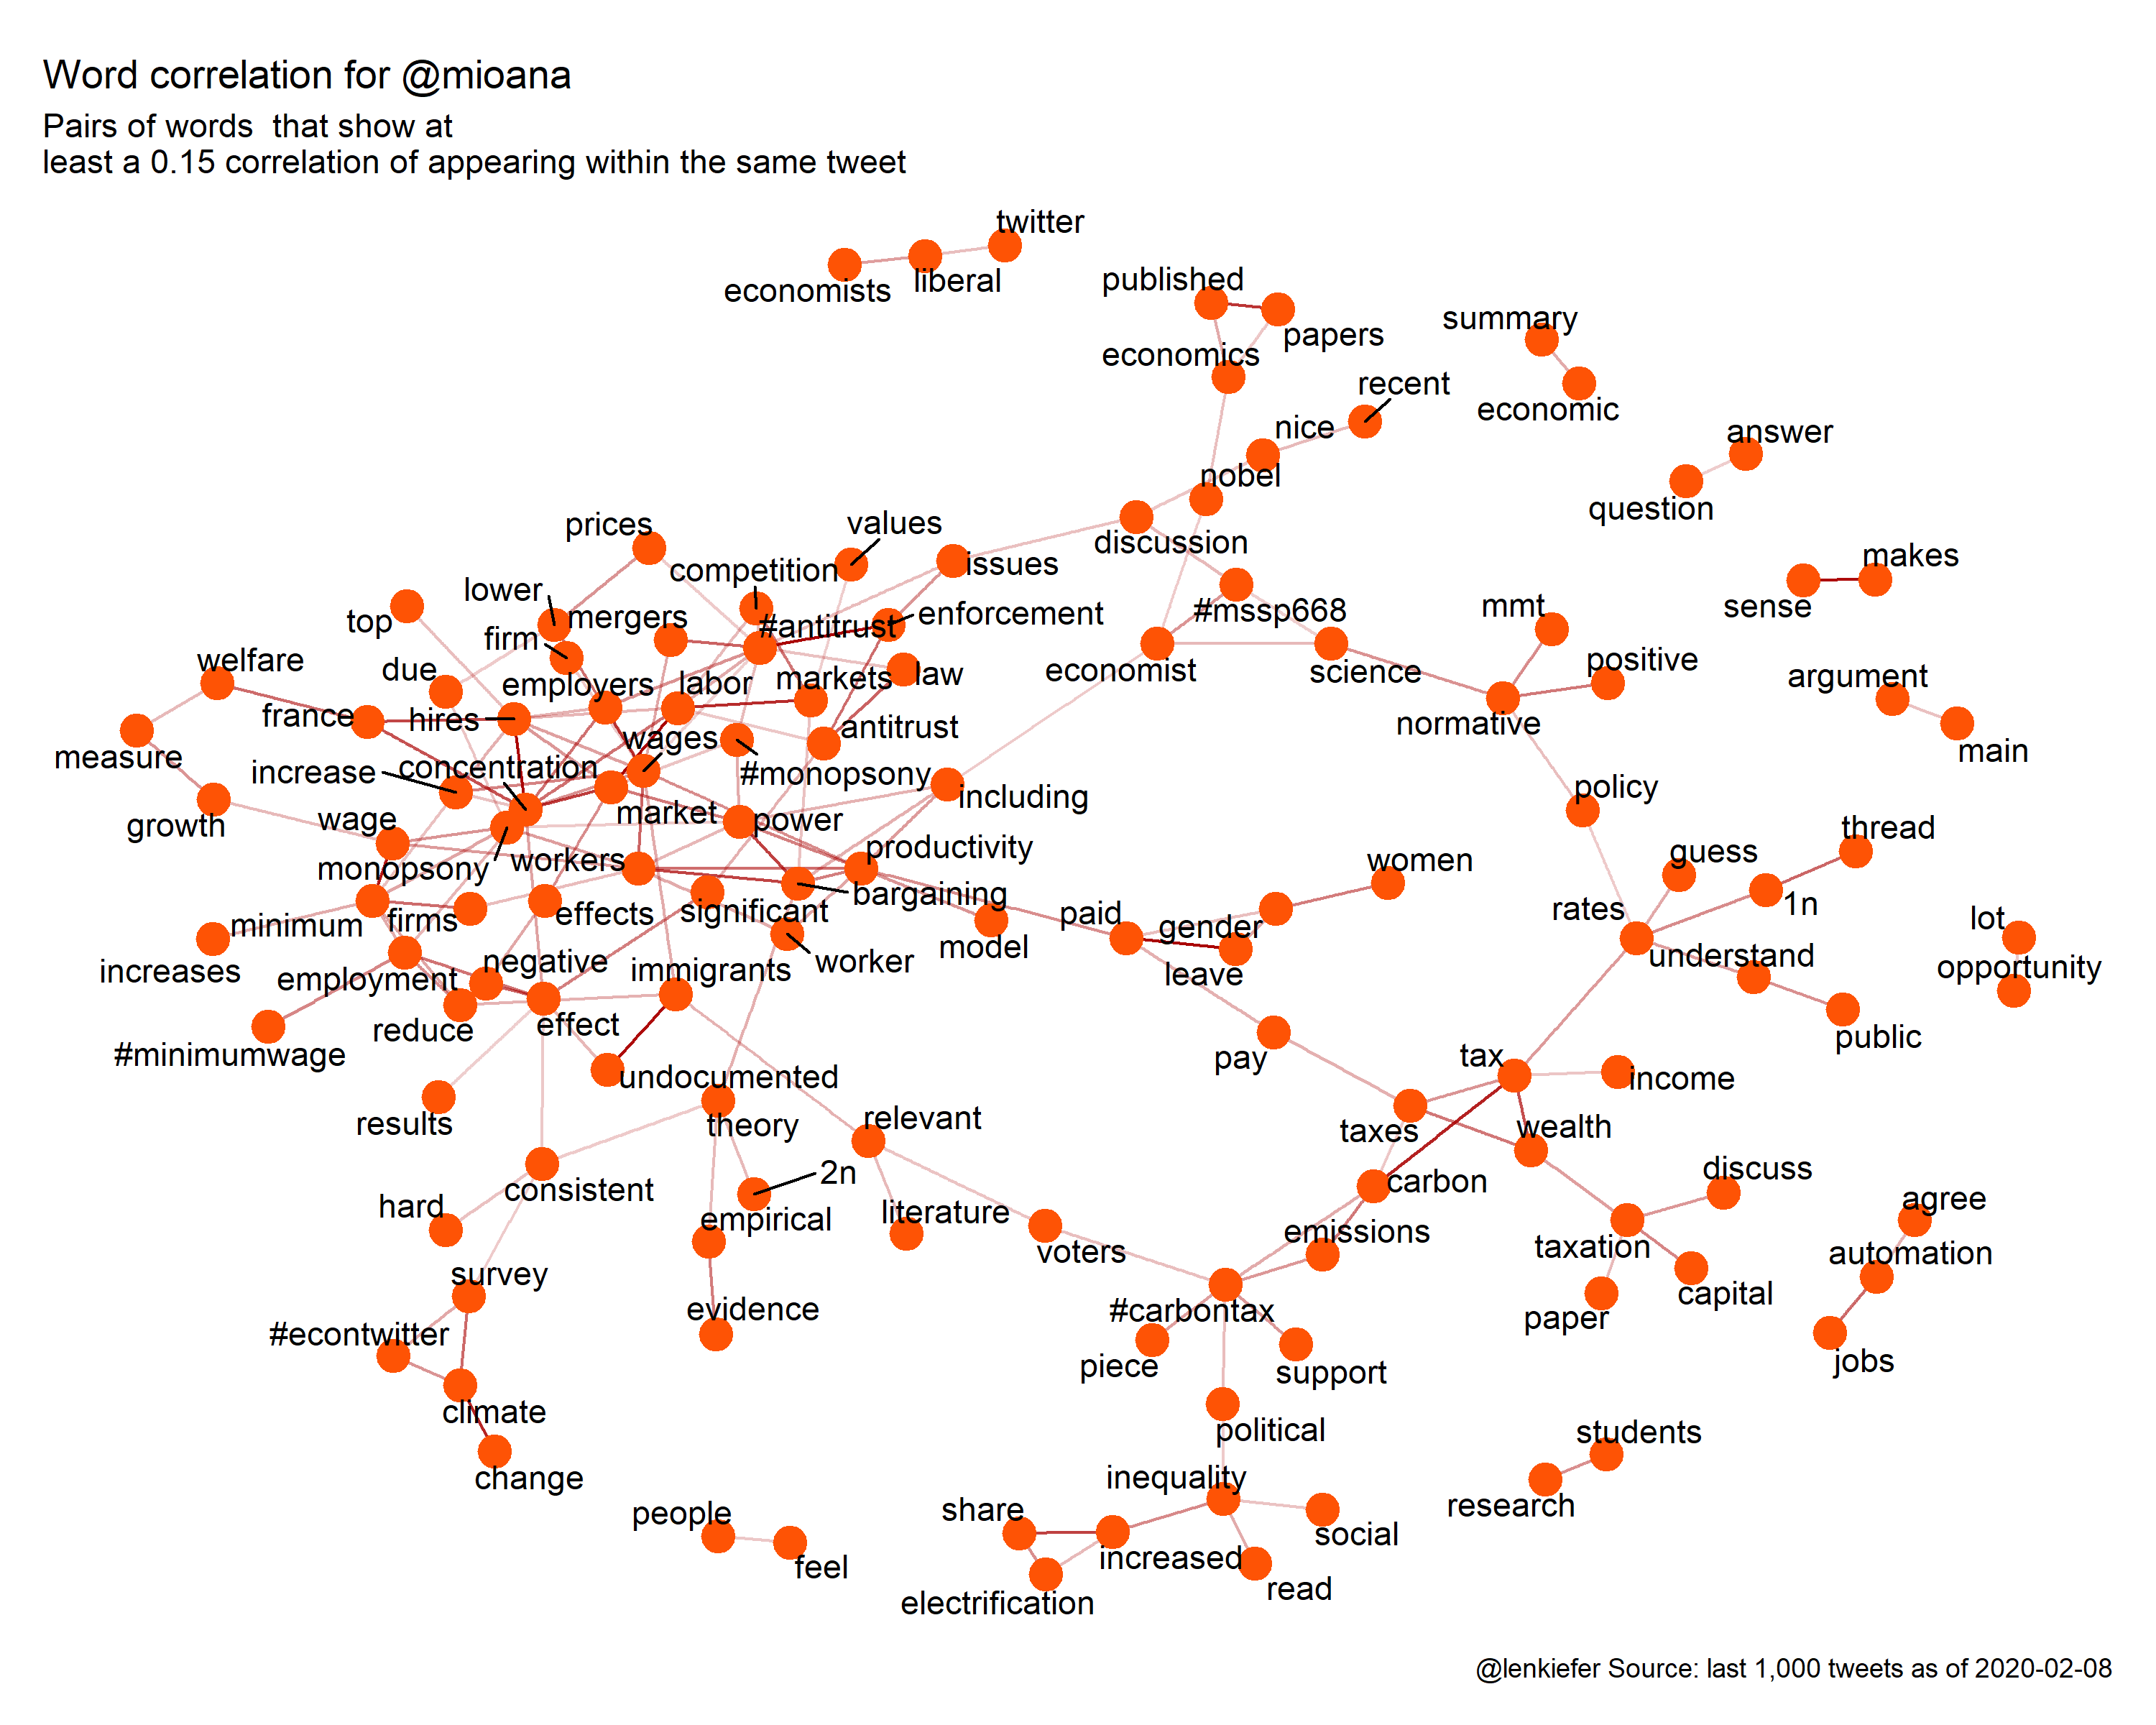 Word correlation for @mioana
Pairs of words  that show at
least a 0.15 correlation of appearing within the same tweet
twitter
economists
liberal
published
papers
economics
summary
economic
recent
nice
nobel
answer
question
discussion
values
prices
competition
issues
lower
mergers
#antitrust
enforcement
#mssp668
makes
sense
mmt
top
firm
welfare
due
employers
labor
markets
law
economist
science
positive
argument
normative
france
hires
antitrust
main
measure
wages
increase
concentration
#monopsony
including
policy
growth
wage
market
power
thread
monopsony
workers
productivity
women
guess
bargaining
1n
rates
minimum
firms
effects
significant
paid
gender
lot
increases
model
understand
opportunity
employment
negative
immigrants
worker
leave
reduce
effect
public
#minimumwage
pay
tax
undocumented
income
results
theory
relevant
taxes
wealth
2n
discuss
consistent
carbon
hard
empirical
literature
agree
emissions
voters
taxation
automation
survey
evidence
#carbontax
capital
paper
#econtwitter
piece
support
jobs
climate
political
students
change
inequality
research
people
share
social
feel
increased
read
electrification
@lenkiefer Source: last 1,000 tweets as of 2020-02-08